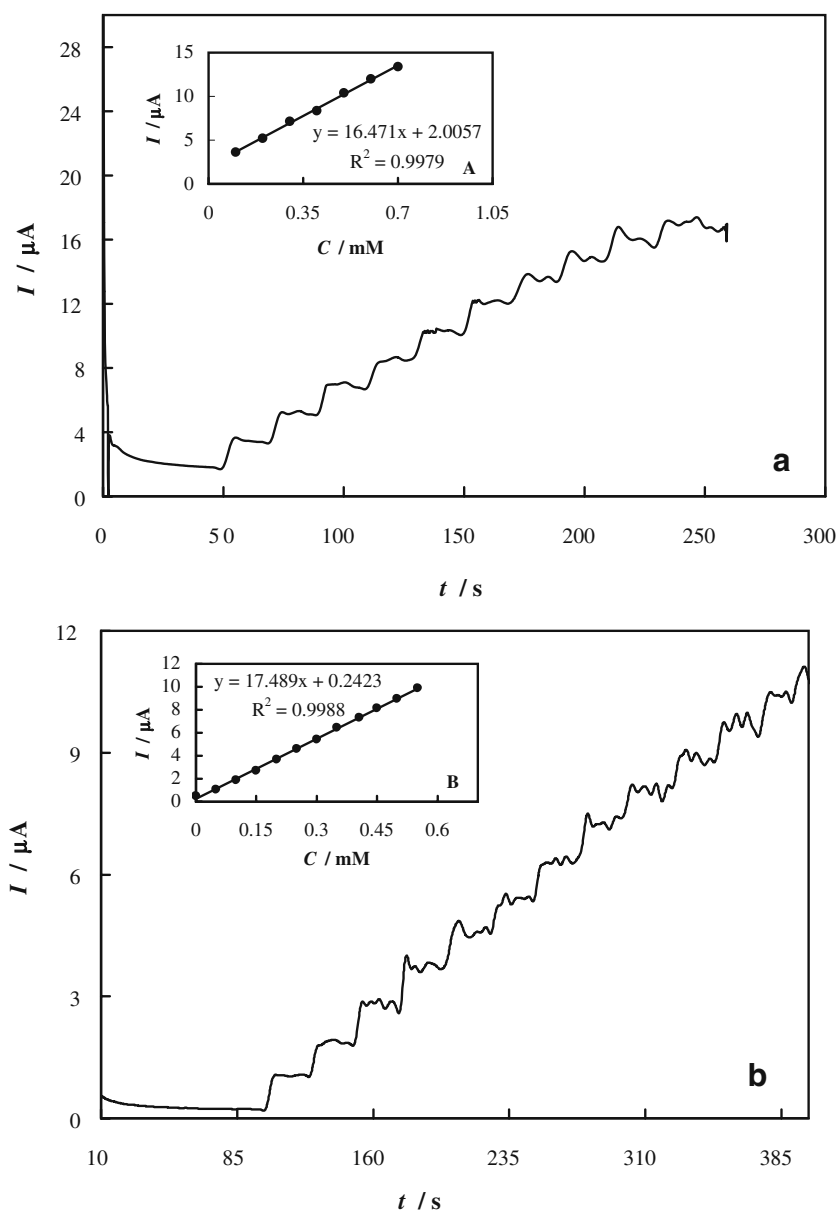 28
24
20
16
12
8
4
0
I / µA
0
50
100
150
200
250
300
t / s
a
15
10
5
0
I / µA
0
0.35
0.7
1.05
C / mM
y = 16.471x + 2.0057
R² = 0.9979
A
12
9
6
3
0
I / µA
10
85
160
235
310
385
t / s
b
12
10
8
6
4
2
0
I / µA
0
0.15
0.3
0.45
0.6
C / mM
y = 17.489x + 0.2423
R² = 0.9988
B